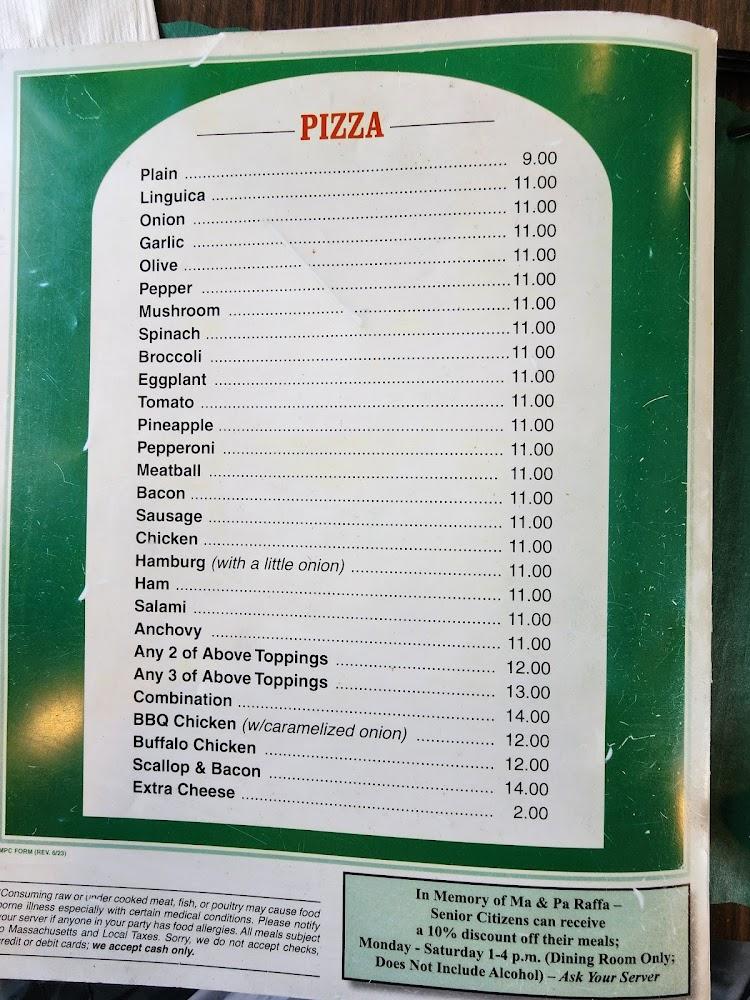 PIZZA
Plain ........ 9.00
Linguica ........ 11.00
Onion ........ 11.00
Garlic ........ 11.00
Olive ........ 11.00
Pepper ........ 11.00
Mushroom ........ 11.00
Spinach ........ 11.00
Broccoli ........ 11 00
Eggplant ........ 11.00
Tomato ........ 11.00
Pineapple ........ 11.00
Pepperoni ........ 11.00
Meatball ........ 11.00
Bacon ........ 11.00
Sausage ........ 11.00
Chicken ........ 11.00
Hamburg (with a little onion) ........ 11.00
Ham ........ 11.00
Salami ........ 11.00
Anchovy ........ 11.00
Any 2 of Above Toppings ........ 12.00
Any 3 of Above Toppings ........ 13.00
Combination ........ 14.00
BBQ Chicken (w/caramelized onion) ........ 12.00
Buffalo Chicken ........ 12.00
Scallop & Bacon ........ 14.00
Extra Cheese ........ 2.00
MPC FORM (REV. 6/23)
Consuming raw or under cooked meat, fish, or poultry may cause food
borne illness especially with certain medical conditions. Please notify
your server if anyone in your party has food allergies. All meals subject
o Massachusetts and Local Taxes. Sorry, we do not accept checks,
redit or debit cards; we accept cash only.
In Memory of Ma & Pa Raffa –
Senior Citizens can receive
a 10% discount off their meals;
Monday - Saturday 1-4 p.m. (Dining Room Only;
Does Not Include Alcohol) – Ask Your Server